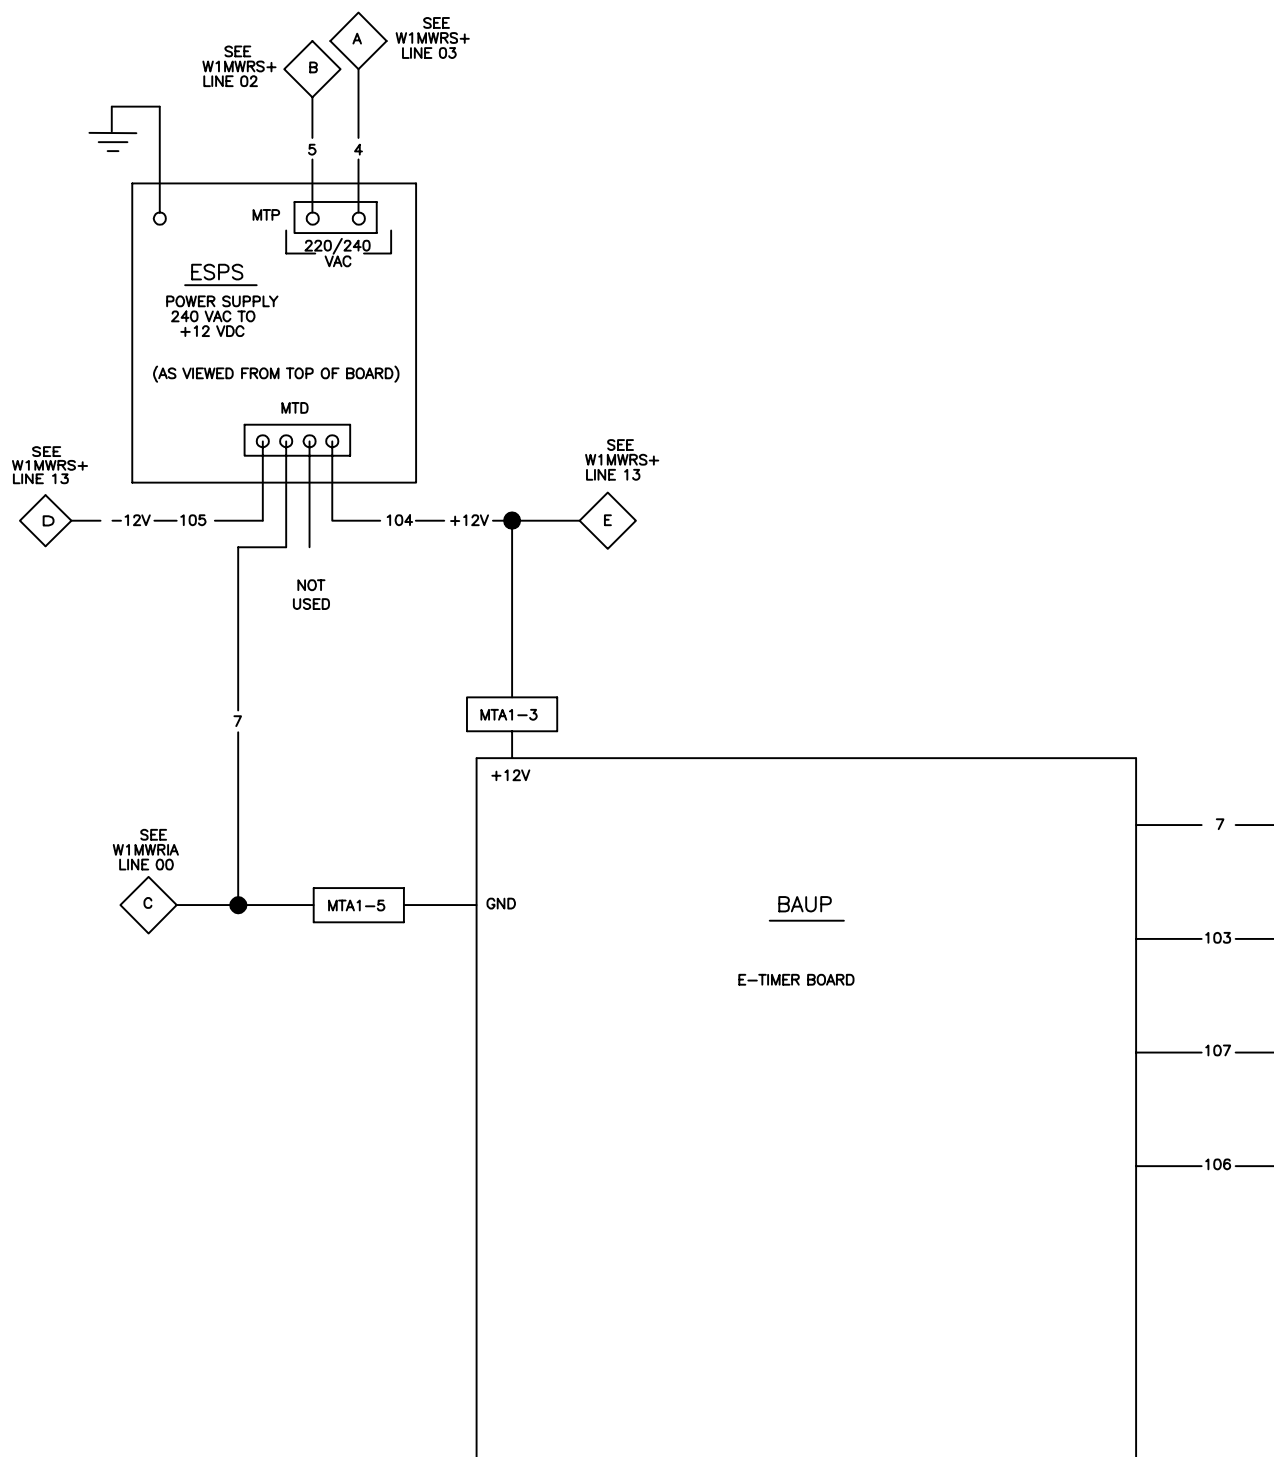 SEE
W1MWRS+
LINE 03
A
SEE
W1MWRS+
LINE 02
B
5
4
MTP
220/240
VAC
ESPS
POWER SUPPLY
240 VAC TO
+12 VDC
(AS VIEWED FROM TOP OF BOARD)
MTD
SEE
W1MWRS+
LINE 13
D
-12V
105
104
+12V
SEE
W1MWRS+
LINE 13
E
NOT
USED
7
MTA1-3
+12V
SEE
W1MWRIA
LINE 00
C
MTA1-5
GND
BAUP
E-TIMER BOARD
7
103
107
106